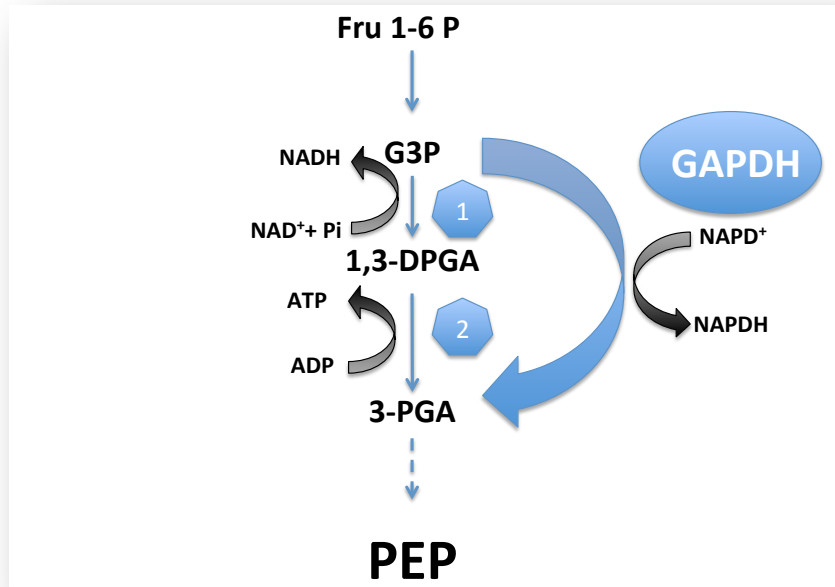 Fru 1-6 P
NADH
G3P
GAPDH
1
NAD⁺+ Pi
NAPD⁺
1,3-DPGA
ATP
2
NAPDH
ADP
3-PGA
PEP